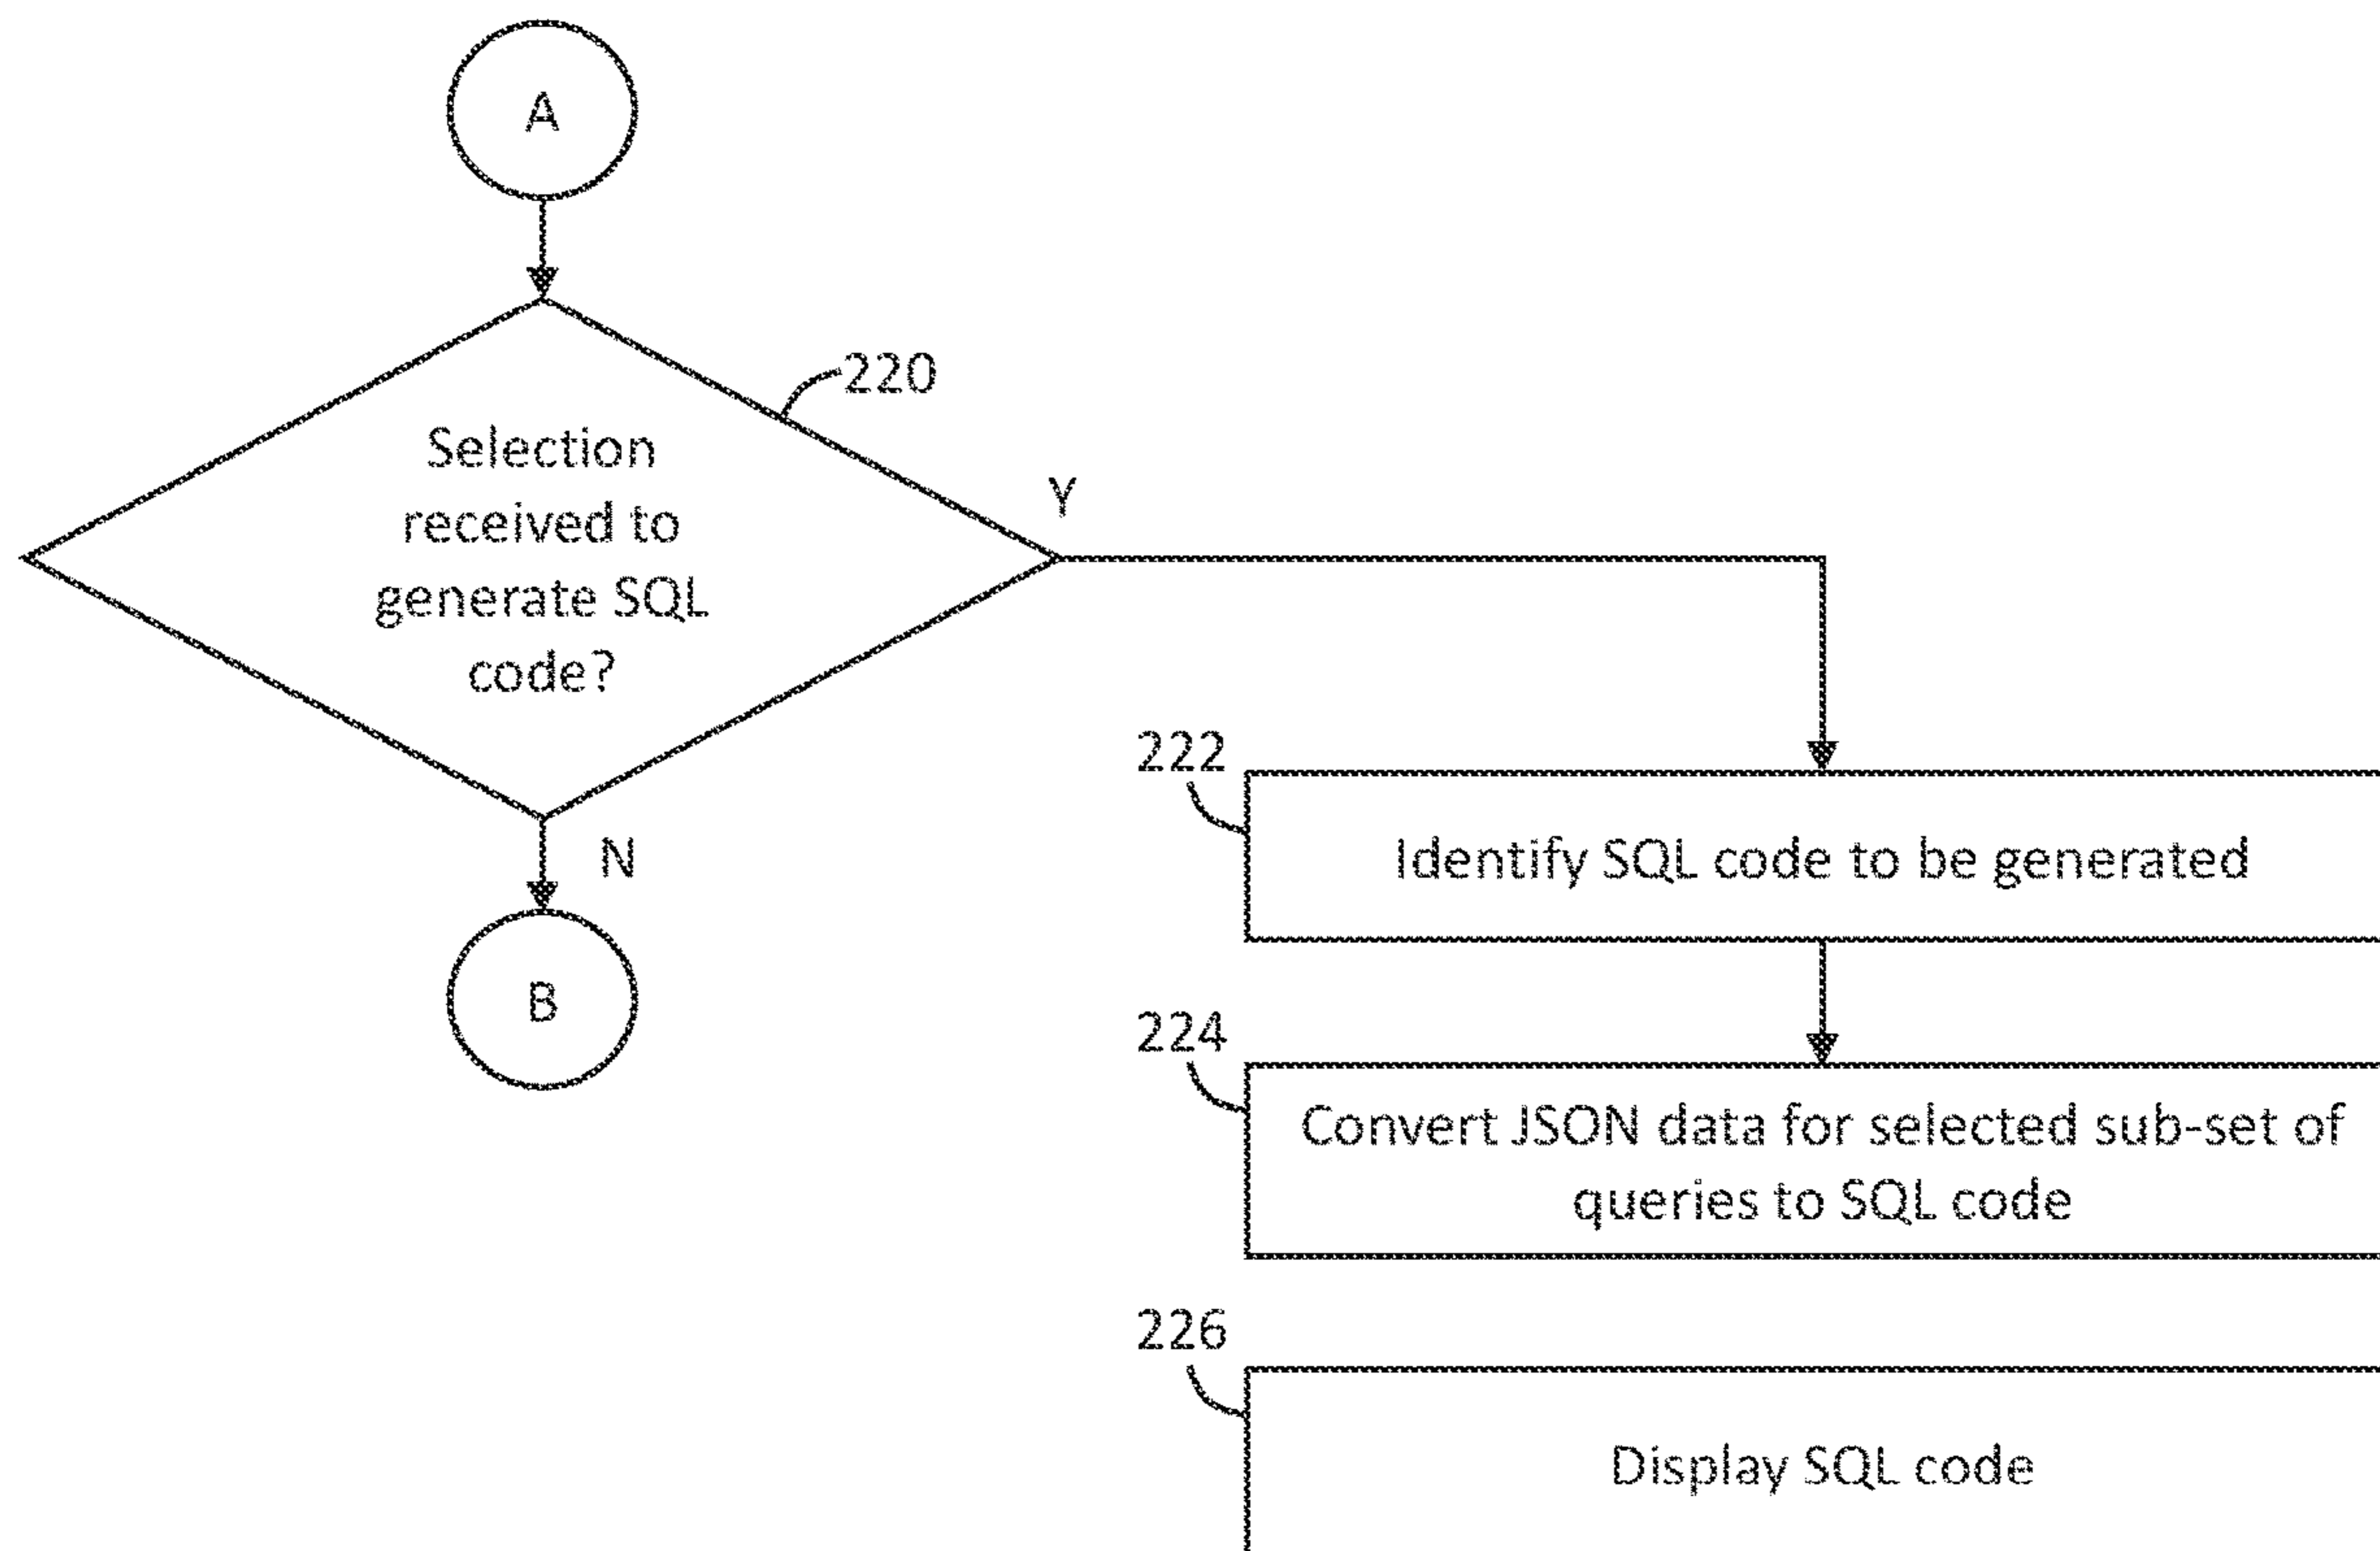 A
220
Selection
received to
generate SQL
code?
Y
N
B
222
Identify SQL code to be generated
224
Convert JSON data for selected sub-set of
queries to SQL code
226
Display SQL code